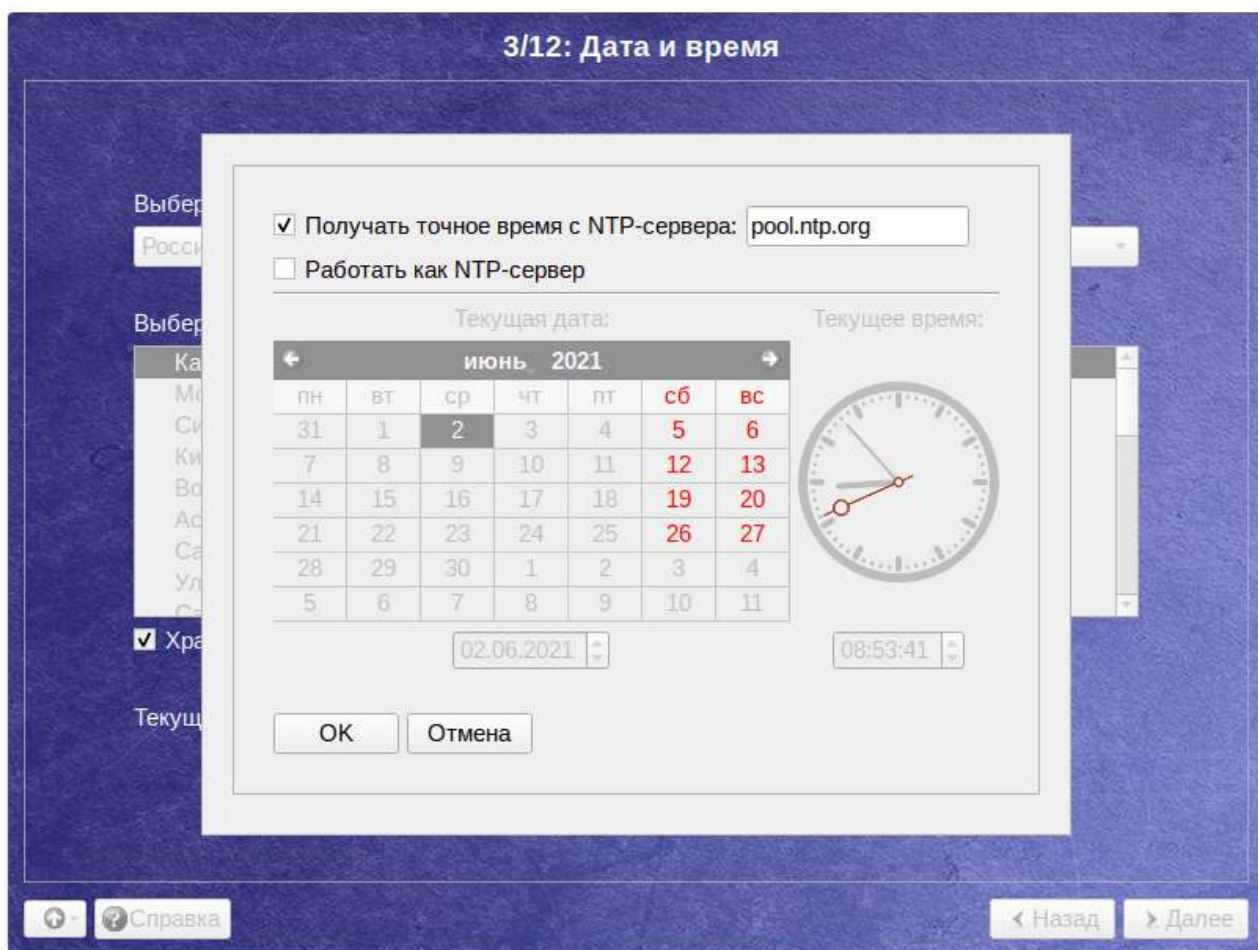 3/12: Дата и время
Выбер
Росси
Получать точное время с NTP-сервера: pool.ntp.org
Работать как NTP-сервер
Выбер
Текущая дата: Текущее время:
Ка
Мо
Си
Ки
Во
Ас
Са
Ул
Са
июнь 2021
пн вт ср чт пт сб вс
31 1 2 3 4 5 6
7 8 9 10 11 12 13
14 15 16 17 18 19 20
21 22 23 24 25 26 27
28 29 30 1 2 3 4
5 6 7 8 9 10 11
Хра
02.06.2021 08:53:41
Текущ
OK Отмена
Справка Назад Далее